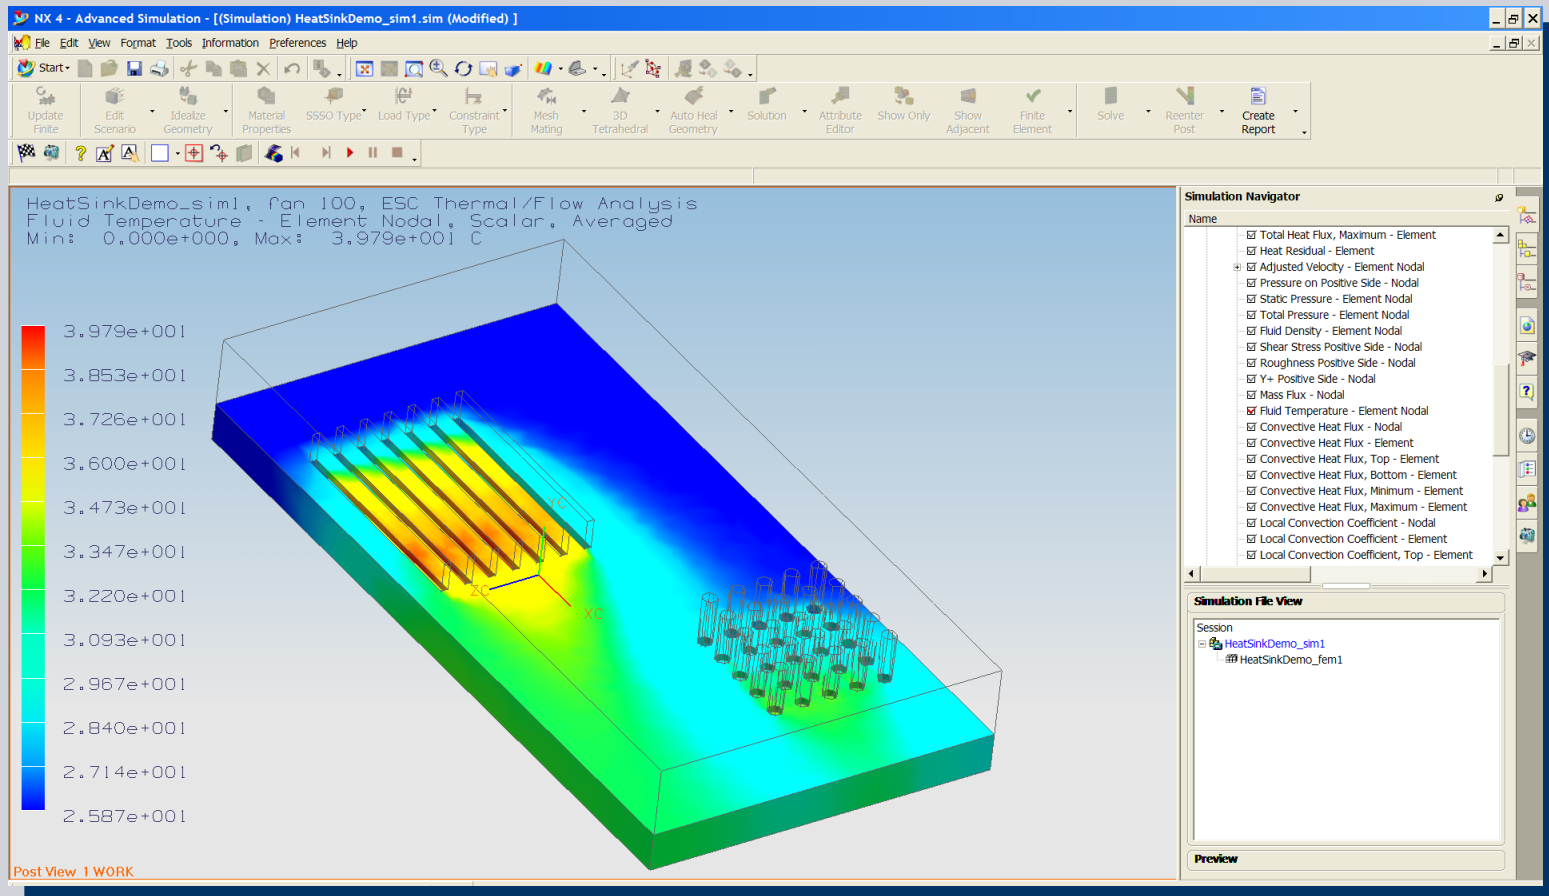 NX 4 - Advanced Simulation - [(Simulation) HeatSinkDemo_sim1.sim (Modified) ]
File Edit View Format Tools Information Preferences Help
Start
Update Finite
Edit Scenario
Idealize Geometry
Material Properties
SSSO Type
Load Type
Constraint Type
Mesh Mating
3D Tetrahedral
Auto Heal Geometry
Solution
Attribute Editor
Show Only
Show Adjacent
Finite Element
Solve
Reenter Post
Create Report
HeatSinkDemo_sim1, fan 100, ESC Thermal/Flow Analysis
Fluid Temperature - Element Nodal, Scalar, Averaged
Min: 0.000e+000, Max: 3.979e+001 C
3.979e+001
3.853e+001
3.726e+001
3.600e+001
3.473e+001
3.347e+001
3.220e+001
3.093e+001
2.967e+001
2.840e+001
2.714e+001
2.587e+001
YC
ZC
XC
Post View 1 WORK
Simulation Navigator
Name
Total Heat Flux, Maximum - Element
Heat Residual - Element
Adjusted Velocity - Element Nodal
Pressure on Positive Side - Nodal
Static Pressure - Element Nodal
Total Pressure - Element Nodal
Fluid Density - Element Nodal
Shear Stress Positive Side - Nodal
Roughness Positive Side - Nodal
Y+ Positive Side - Nodal
Mass Flux - Nodal
Fluid Temperature - Element Nodal
Convective Heat Flux - Nodal
Convective Heat Flux - Element
Convective Heat Flux, Top - Element
Convective Heat Flux, Bottom - Element
Convective Heat Flux, Minimum - Element
Convective Heat Flux, Maximum - Element
Local Convection Coefficient - Nodal
Local Convection Coefficient - Element
Local Convection Coefficient, Top - Element
Simulation File View
Session
HeatSinkDemo_sim1
HeatSinkDemo_fem1
Preview